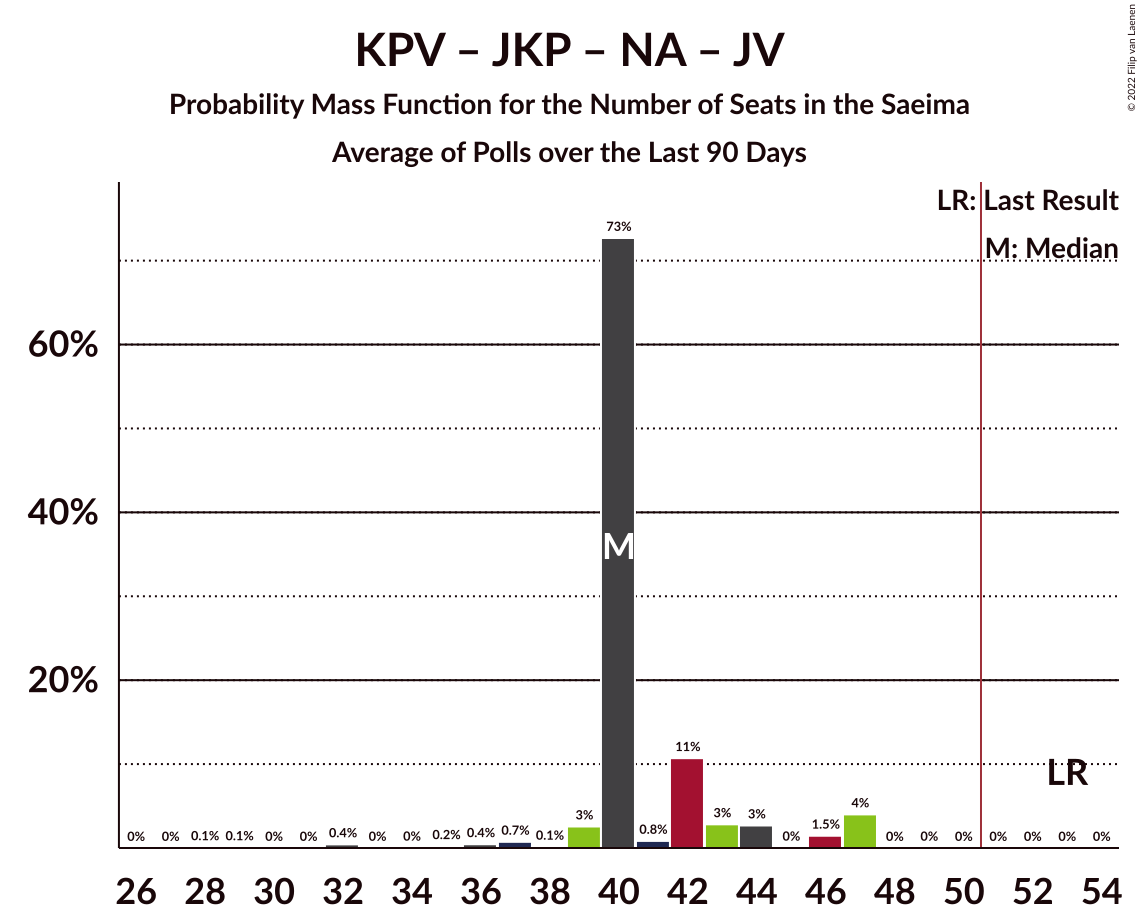 KPV – JKP – NA – JV
Probability Mass Function for the Number of Seats in the Saeima
Average of Polls over the Last 90 Days
© 2022 Filip van Laenen
LR: Last Result
M: Median
60%
40%
20%
73%
M
11%
LR
0% 0% 0.1% 0.1% 0% 0% 0.4% 0% 0% 0.2% 0.4% 0.7% 0.1% 3% 0.8% 3% 3% 0% 1.5% 4% 0% 0% 0% 0% 0% 0% 0%
26 28 30 32 34 36 38 40 42 44 46 48 50 52 54